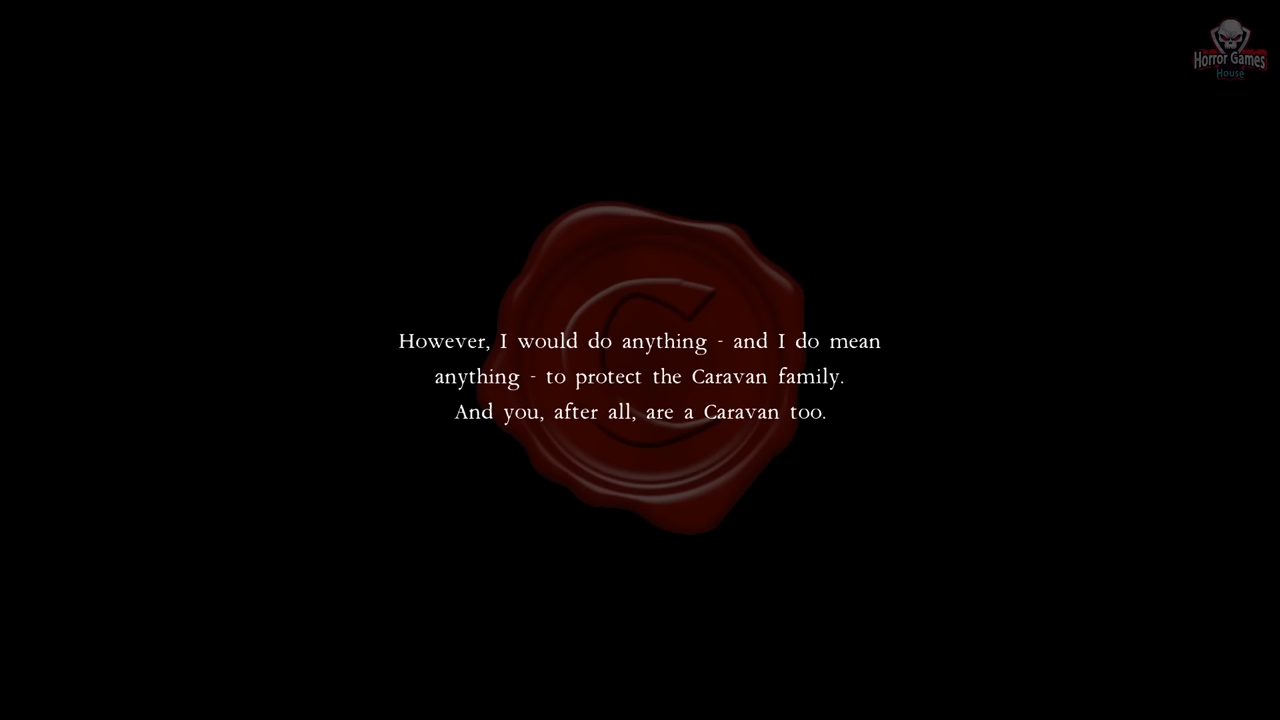 Horror Games
House
However, I would do anything - and I do mean
anything - to protect the Caravan family.
And you, after all, are a Caravan too.
C